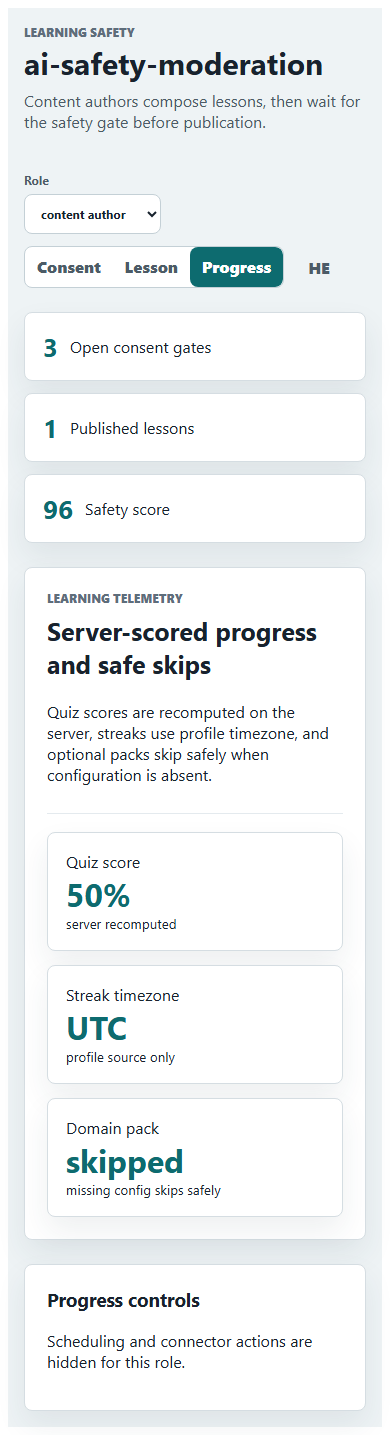 LEARNING SAFETY
ai-safety-moderation
Content authors compose lessons, then wait for
the safety gate before publication.
Role
content author
Consent Lesson Progress HE
3 Open consent gates
1 Published lessons
96 Safety score
LEARNING TELEMETRY
Server-scored progress
and safe skips
Quiz scores are recomputed on the
server, streaks use profile timezone, and
optional packs skip safely when
configuration is absent.
Quiz score
50%
server recomputed
Streak timezone
UTC
profile source only
Domain pack
skipped
missing config skips safely
Progress controls
Scheduling and connector actions are
hidden for this role.